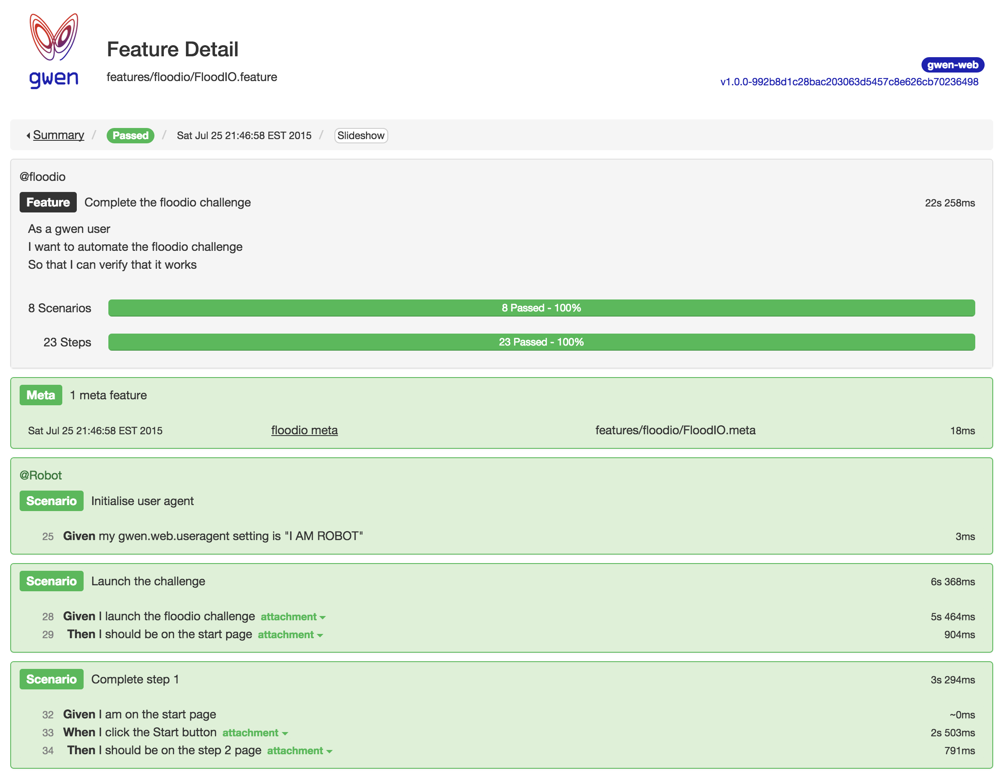 gwen
Feature Detail
features/floodio/FloodIO.feature
gwen-web
v1.0.0-992b8d1c28bac203063d5457c8e626cb70236498
Summary / Passed / Sat Jul 25 21:46:58 EST 2015 / Slideshow
@floodio
Feature Complete the floodio challenge 22s 258ms
As a gwen user
I want to automate the floodio challenge
So that I can verify that it works
8 Scenarios 8 Passed - 100%
23 Steps 23 Passed - 100%
Meta 1 meta feature
Sat Jul 25 21:46:58 EST 2015 floodio meta features/floodio/FloodIO.meta 18ms
@Robot
Scenario Initialise user agent
25 Given my gwen.web.useragent setting is "I AM ROBOT" 3ms
Scenario Launch the challenge 6s 368ms
28 Given I launch the floodio challenge attachment 5s 464ms
29 Then I should be on the start page attachment 904ms
Scenario Complete step 1 3s 294ms
32 Given I am on the start page ~0ms
33 When I click the Start button attachment 2s 503ms
34 Then I should be on the step 2 page attachment 791ms